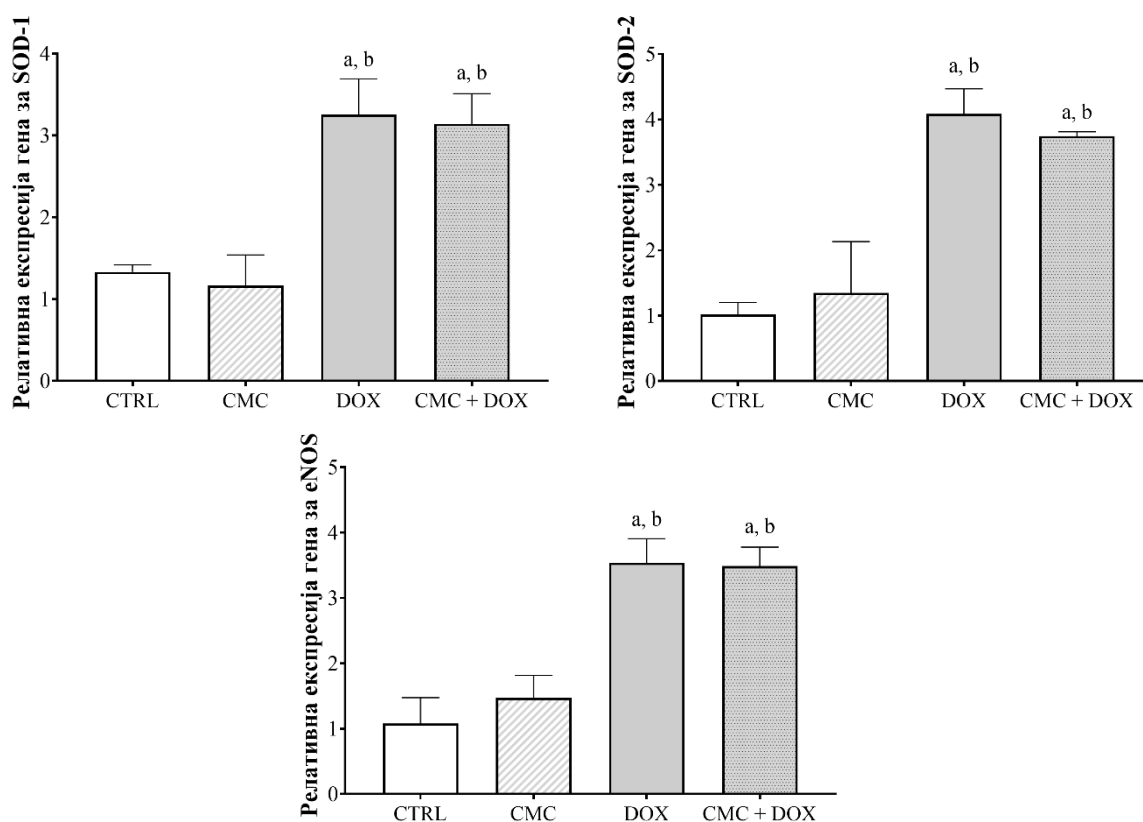 Релативна експресија гена за SOD-1
4
3
2
1
0
a, b
a, b
CTRL CMC DOX CMC + DOX
Релативна експресија гена за SOD-2
5
4
3
2
1
0
a, b
a, b
CTRL CMC DOX CMC + DOX
Релативна експресија гена за eNOS
5
4
3
2
1
0
a, b
a, b
CTRL CMC DOX CMC + DOX